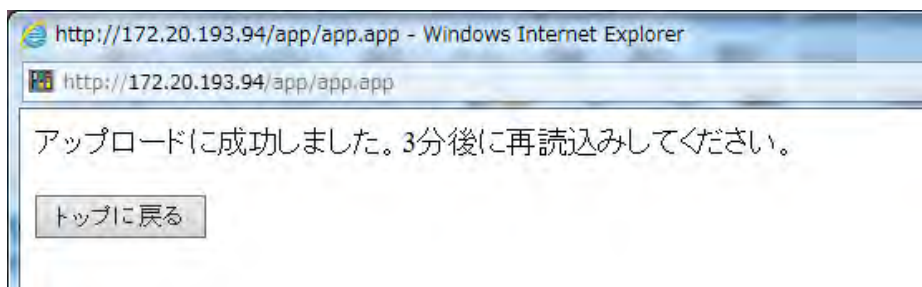 http://172.20.193.94/app/app.app - Windows Internet Explorer
http://172.20.193.94/app/app.app
アップロードに成功しました。3分後に再読込みしてください。
トップに戻る